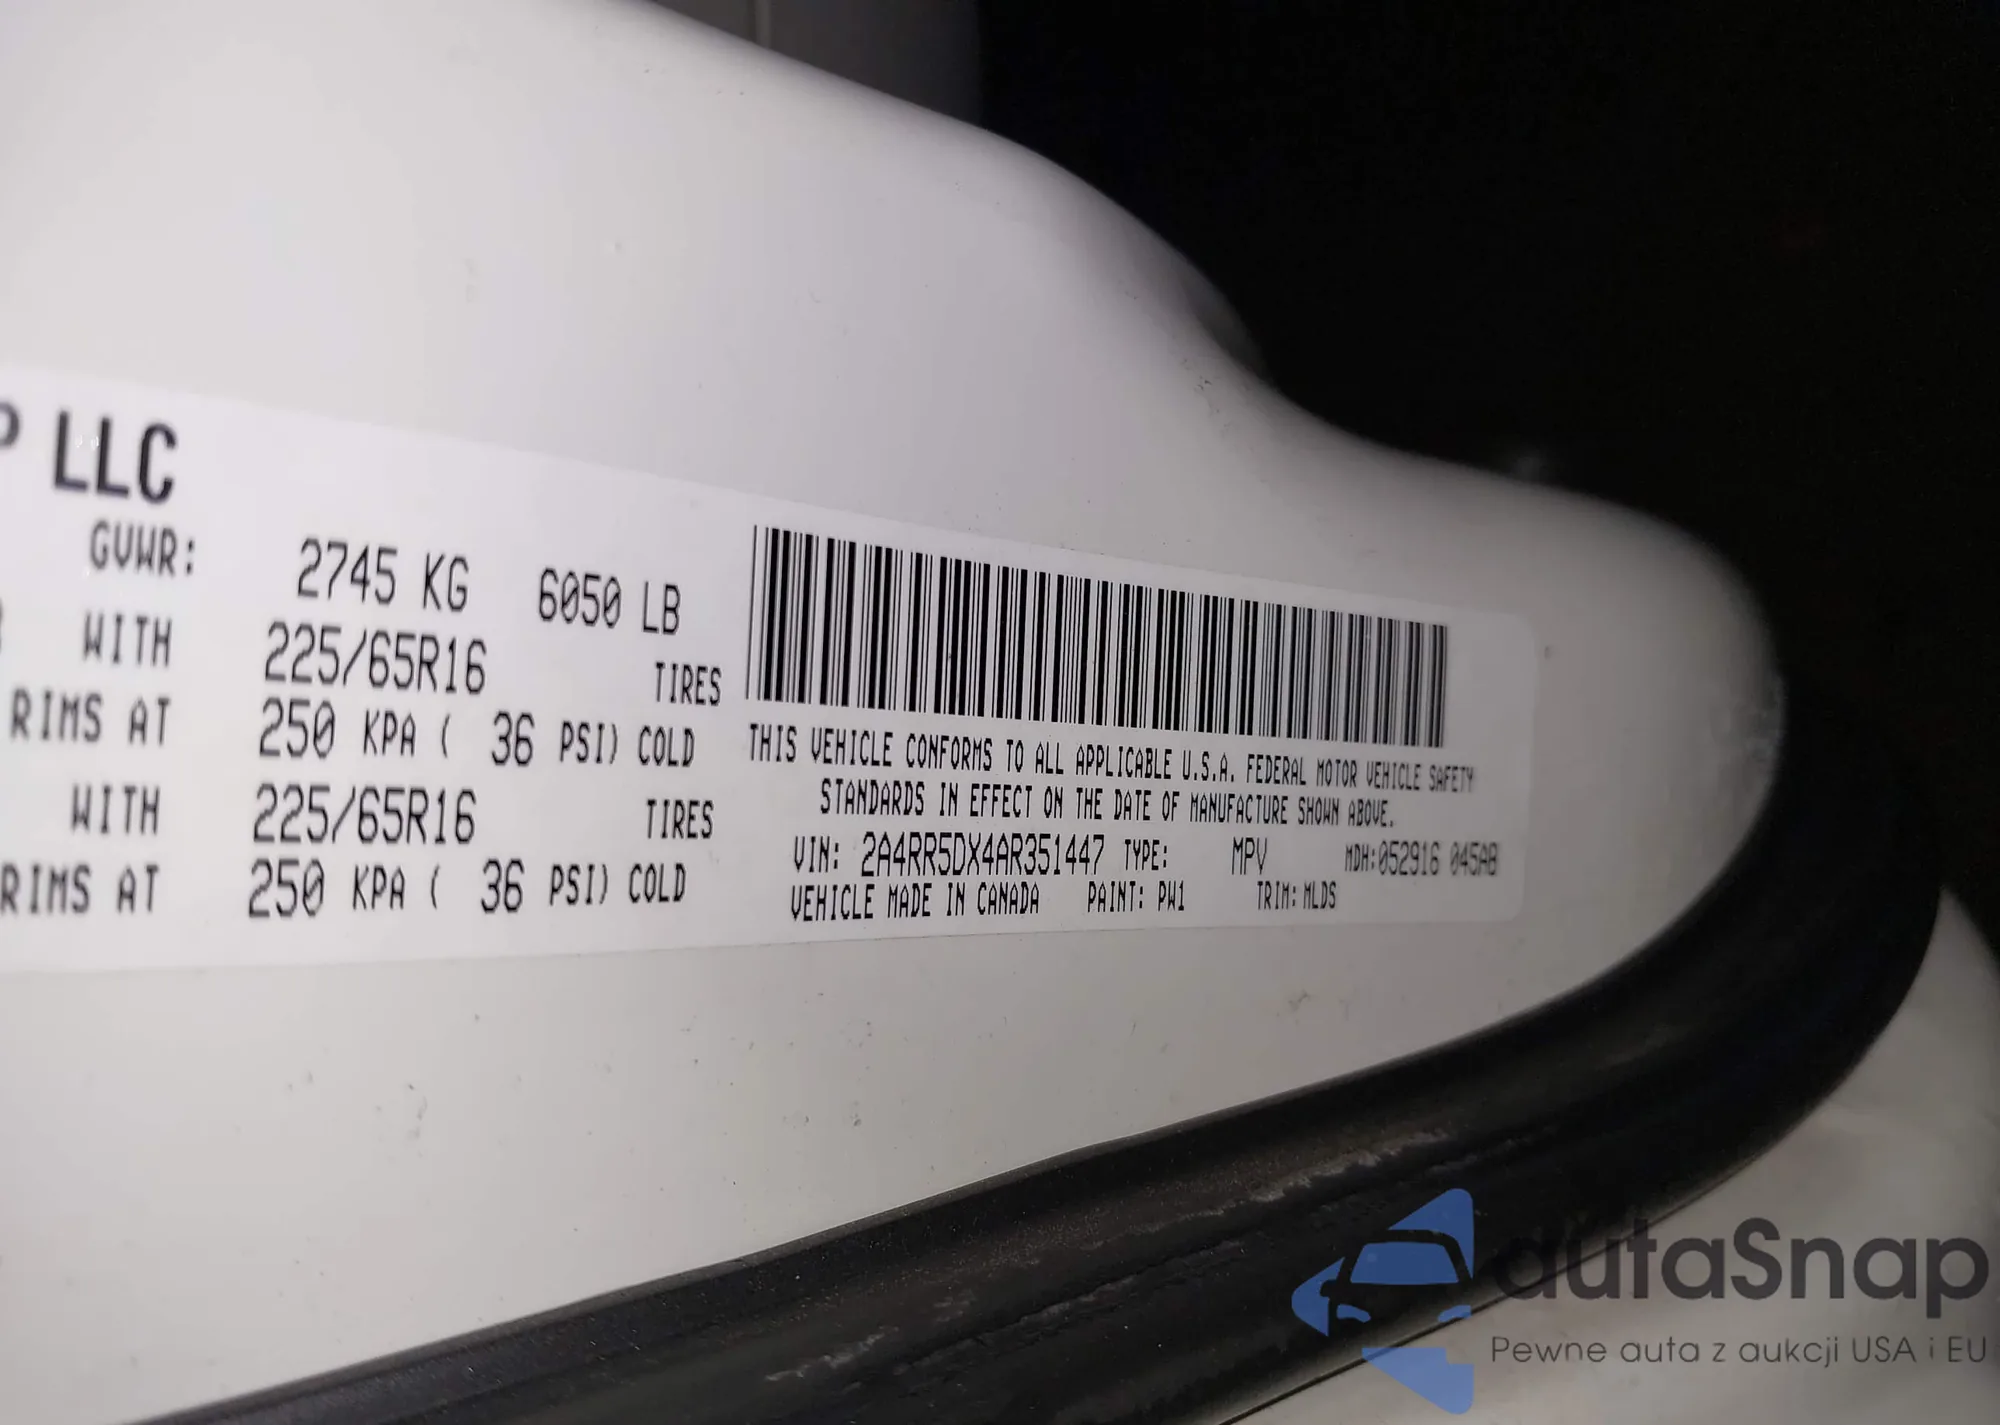 P LLC
GVWR: 2745 KG 6050 LB
WITH 225/65R16 TIRES
RIMS AT 250 KPA ( 36 PSI) COLD
WITH 225/65R16 TIRES
RIMS AT 250 KPA ( 36 PSI) COLD
THIS VEHICLE CONFORMS TO ALL APPLICABLE U.S.A. FEDERAL MOTOR VEHICLE SAFETY
STANDARDS IN EFFECT ON THE DATE OF MANUFACTURE SHOWN ABOVE.
VIN: 2A4RR5DX4AR351447 TYPE: MPV MDH:052916 045AB
VEHICLE MADE IN CANADA PAINT: PW1 TRIM: MLDS
autaSnap
Pewne auta z aukcji USA i EU